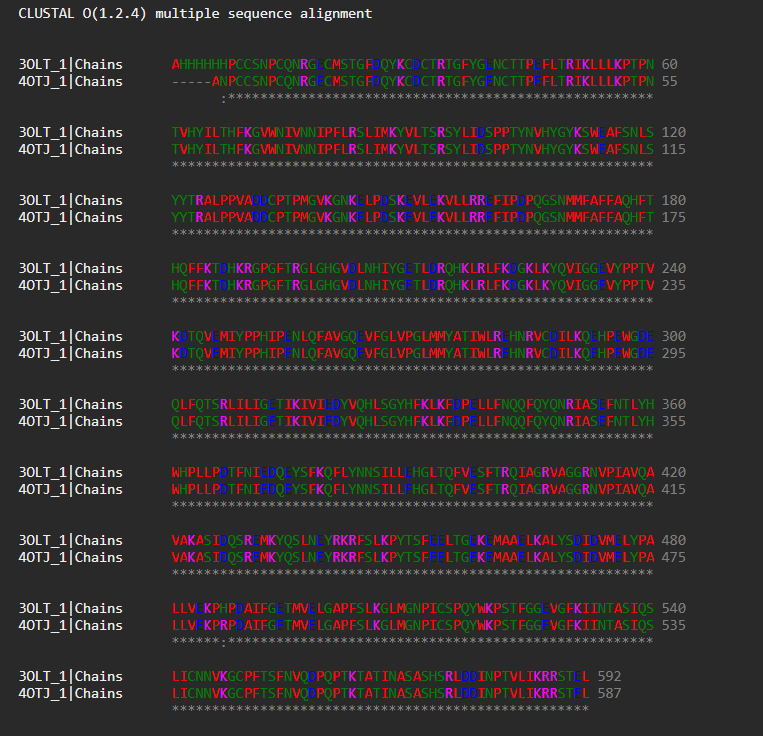 CLUSTAL O(1.2.4) multiple sequence alignment
3OLT_1|Chains AHHHHHHPCCSNPCQNRGECMSTGFDQYKCDCTRTGFYGENCTTPEFLTRIKLLLKPTPN 60
4OTJ_1|Chains -----ANPCCSNPCQNRGECMSTGFDQYKCDCTRTGFYGENCTTPEFLTRIKLLLKPTPN 55
:*****************************************************
3OLT_1|Chains TVHYILTHFKGVWNIVNNIPFLRSLIMKYVLTSRSYLIDSPPTYNVHYGYKSWEAFSNLS 120
4OTJ_1|Chains TVHYILTHFKGVWNIVNNIPFLRSLIMKYVLTSRSYLIDSPPTYNVHYGYKSWEAFSNLS 115
************************************************************
3OLT_1|Chains YYTRALPPVADDCPTPMGVKGNKELPDSKEVLEKVLLRREFIPDPQGSNMMFAFFAQHFT 180
4OTJ_1|Chains YYTRALPPVADDCPTPMGVKGNKELPDSKEVLEKVLLRREFIPDPQGSNMMFAFFAQHFT 175
************************************************************
3OLT_1|Chains HQFFKTDHKRGPGFTRGLGHGVDLNHIYGETLDRQHKLRLFKDGKLKYQVIGGEVYPPTV 240
4OTJ_1|Chains HQFFKTDHKRGPGFTRGLGHGVDLNHIYGETLDRQHKLRLFKDGKLKYQVIGGEVYPPTV 235
************************************************************
3OLT_1|Chains KDTQVEMIYPPHIPENLQFAVGQEVFGLVPGLMMYATIWLREHNRVCDILKQEHPEWGDE 300
4OTJ_1|Chains KDTQVEMIYPPHIPENLQFAVGQEVFGLVPGLMMYATIWLREHNRVCDILKQEHPEWGDE 295
************************************************************
3OLT_1|Chains QLFQTSRLILIGETIKIVIEDYVQHLSGYHFKLKFDPELLFNQQFQYQNRIASEFNTLYH 360
4OTJ_1|Chains QLFQTSRLILIGETIKIVIEDYVQHLSGYHFKLKFDPELLFNQQFQYQNRIASEFNTLYH 355
************************************************************
3OLT_1|Chains WHPLLPDTFNIEDQEYSFKQFLYNNSILLEHGLTQFVESFTRQIAGRVAGGRNVPIAVQA 420
4OTJ_1|Chains WHPLLPDTFNIEDQEYSFKQFLYNNSILLEHGLTQFVESFTRQIAGRVAGGRNVPIAVQA 415
************************************************************
3OLT_1|Chains VAKASIDQSREMKYQSLNEYRKRFSLKPYTSFEELTGEKEMAAELKALYSDIDVMELYPA 480
4OTJ_1|Chains VAKASIDQSREMKYQSLNEYRKRFSLKPYTSFEELTGEKEMAAELKALYSDIDVMELYPA 475
************************************************************
3OLT_1|Chains LLVEKPHPDAIFGETMVELGAPFSLKGLMGNPICSPQYWKPSTFGGEVGFKIINTASIQS 540
4OTJ_1|Chains LLVEKPRPDAIFGETMVELGAPFSLKGLMGNPICSPQYWKPSTFGGEVGFKIINTASIQS 535
******:*****************************************************
3OLT_1|Chains LICNNVKGCPFTSFNVQDPQPTKTATINASASHSRLDDINPTVLIKRRSTEL 592
4OTJ_1|Chains LICNNVKGCPFTSFNVQDPQPTKTATINASASHSRLDDINPTVLIKRRSTEL 587
****************************************************